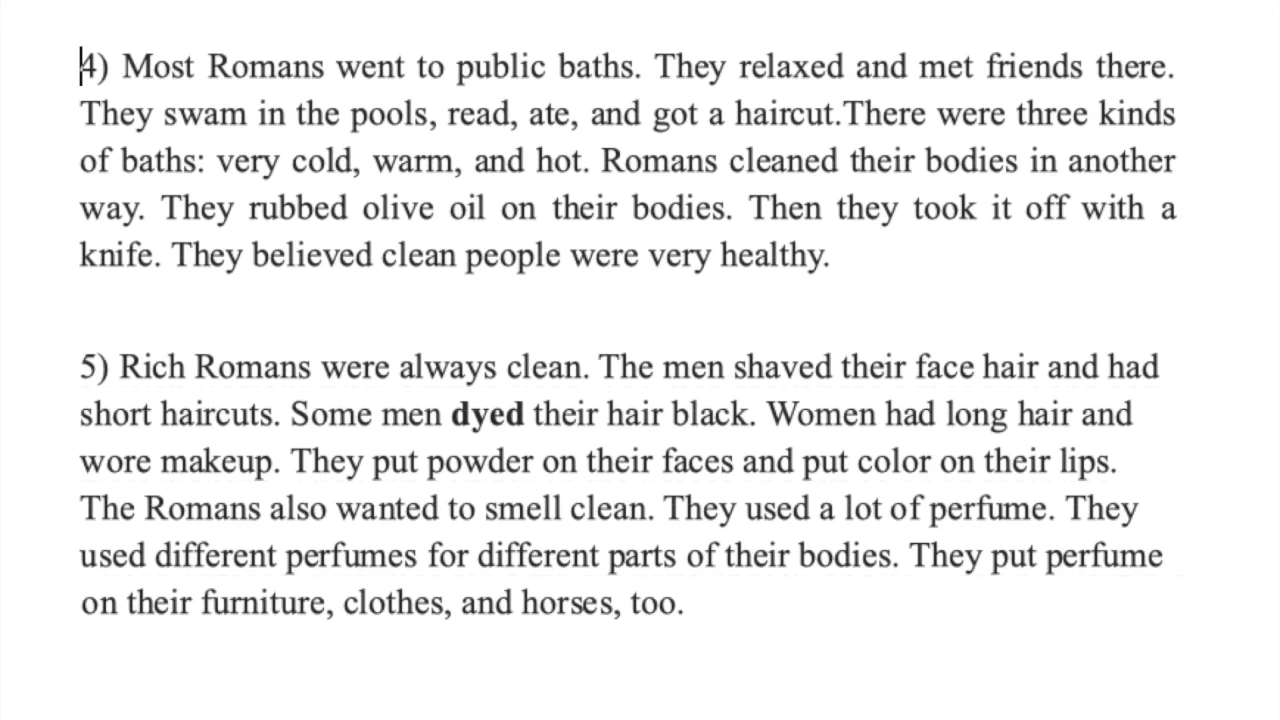 4) Most Romans went to public baths. They relaxed and met friends there.
They swam in the pools, read, ate, and got a haircut.There were three kinds
of baths: very cold, warm, and hot. Romans cleaned their bodies in another
way. They rubbed olive oil on their bodies. Then they took it off with a
knife. They believed clean people were very healthy.
5) Rich Romans were always clean. The men shaved their face hair and had
short haircuts. Some men dyed their hair black. Women had long hair and
wore makeup. They put powder on their faces and put color on their lips.
The Romans also wanted to smell clean. They used a lot of perfume. They
used different perfumes for different parts of their bodies. They put perfume
on their furniture, clothes, and horses, too.